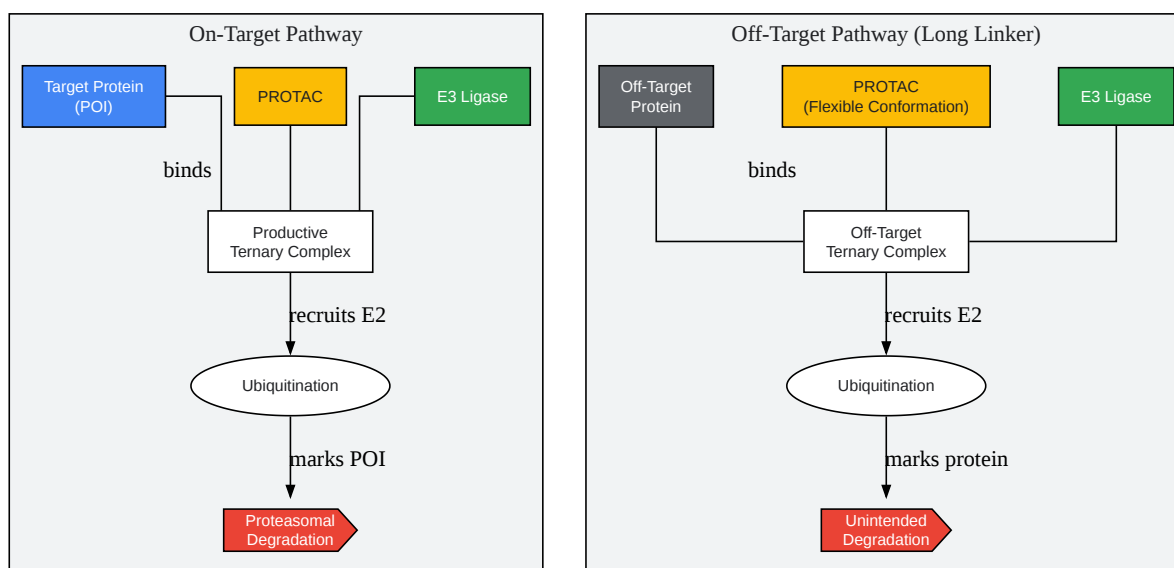 On-Target Pathway
Target Protein
(POI)
PROTAC
E3 Ligase
binds
Productive
Ternary Complex
recruits E2
Ubiquitination
marks POI
Proteasomal
Degradation
Off-Target Pathway (Long Linker)
Off-Target
Protein
PROTAC
(Flexible Conformation)
E3 Ligase
binds
Off-Target
Ternary Complex
recruits E2
Ubiquitination
marks protein
Unintended
Degradation